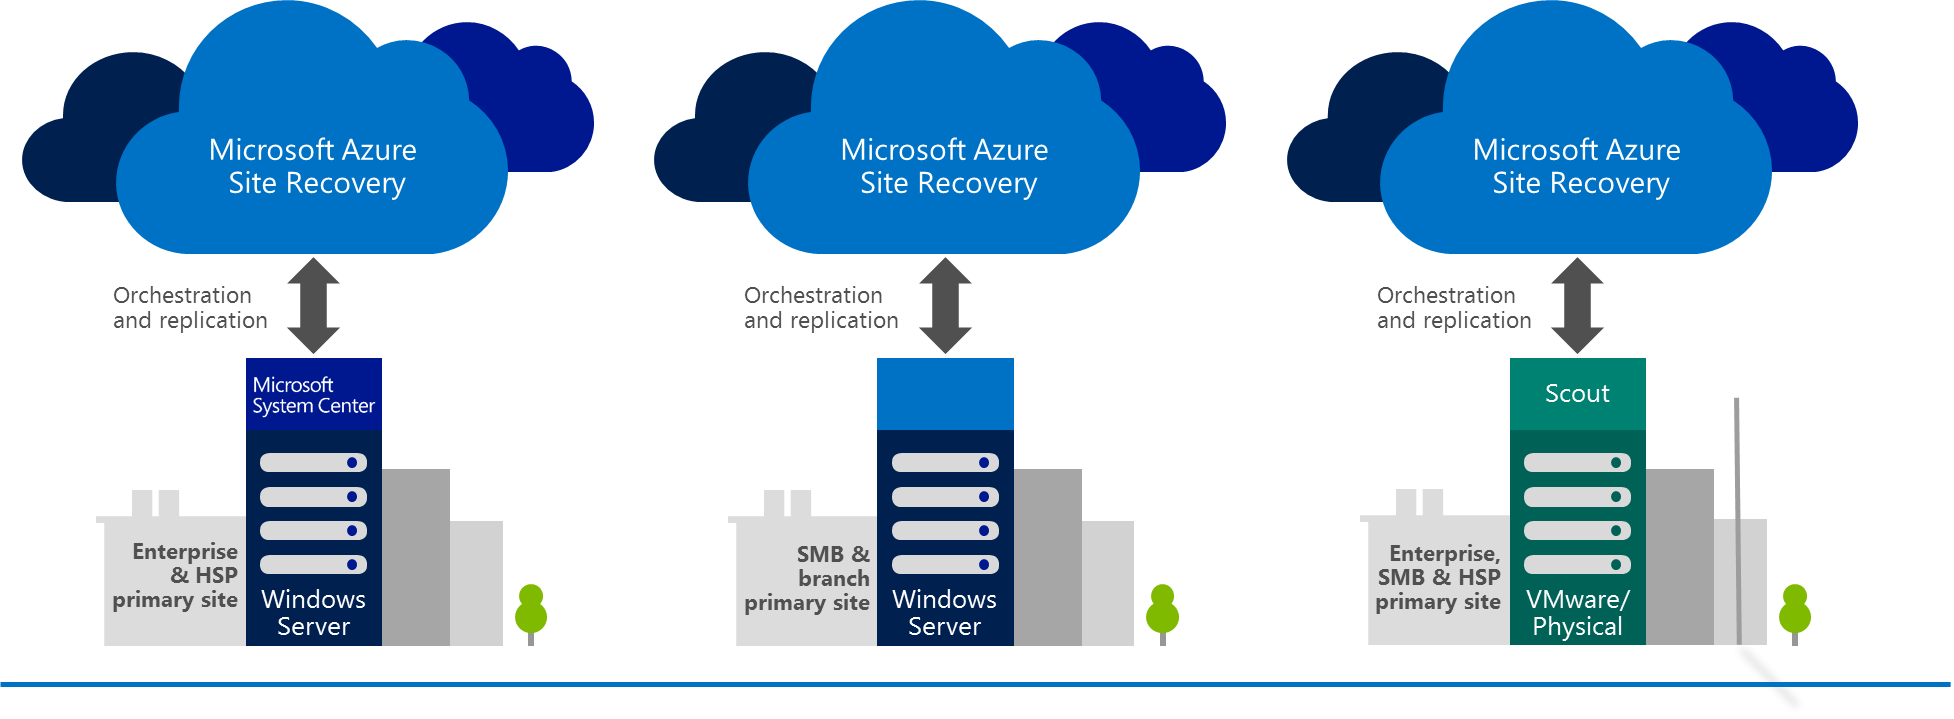 Microsoft Azure
Site Recovery
Orchestration
and replication
Microsoft
System Center
Enterprise
& HSP
primary site
Windows
Server
Microsoft Azure
Site Recovery
Orchestration
and replication
SMB &
branch
primary site
Windows
Server
Microsoft Azure
Site Recovery
Orchestration
and replication
Scout
Enterprise,
SMB & HSP
primary site
VMware/
Physical